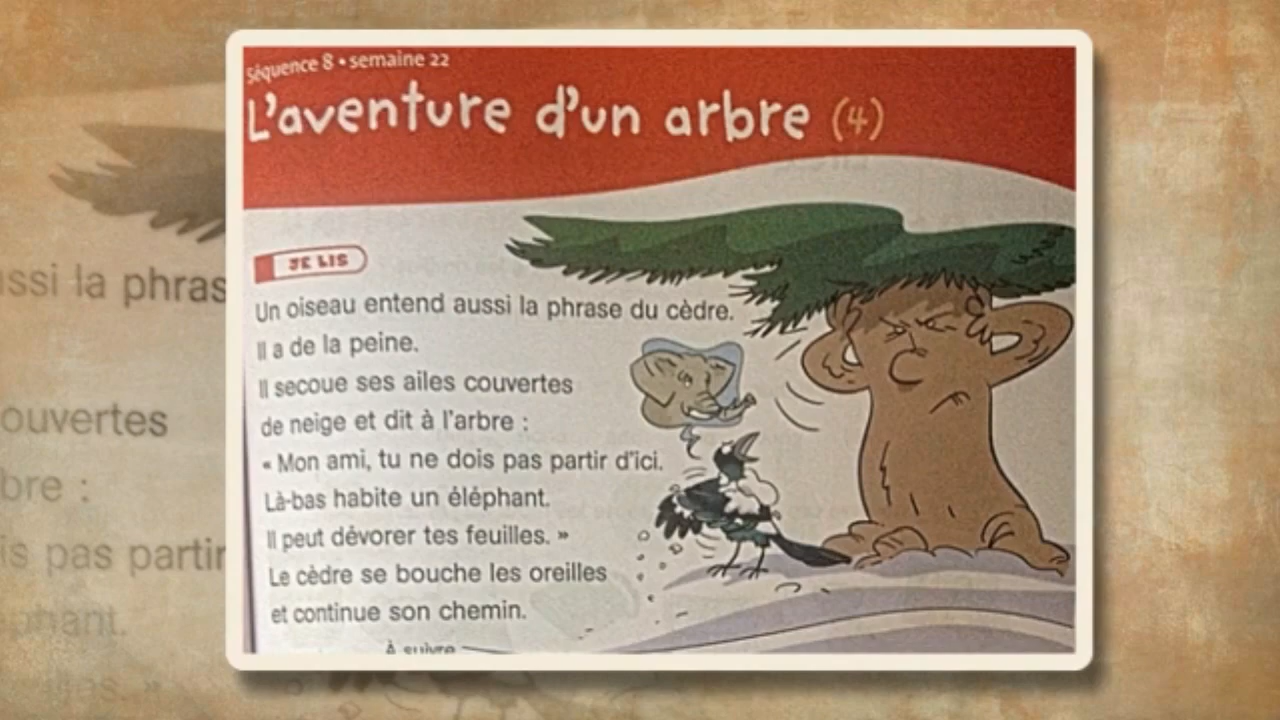 Séquence 8 • semaine 22
L'aventure d'un arbre (4)
JE LIS
Un oiseau entend aussi la phrase du cèdre.
Il a de la peine.
Il secoue ses ailes couvertes
de neige et dit à l'arbre :
« Mon ami, tu ne dois pas partir d'ici.
Là-bas habite un éléphant.
Il peut dévorer tes feuilles. »
Le cèdre se bouche les oreilles
et continue son chemin.
À suivre